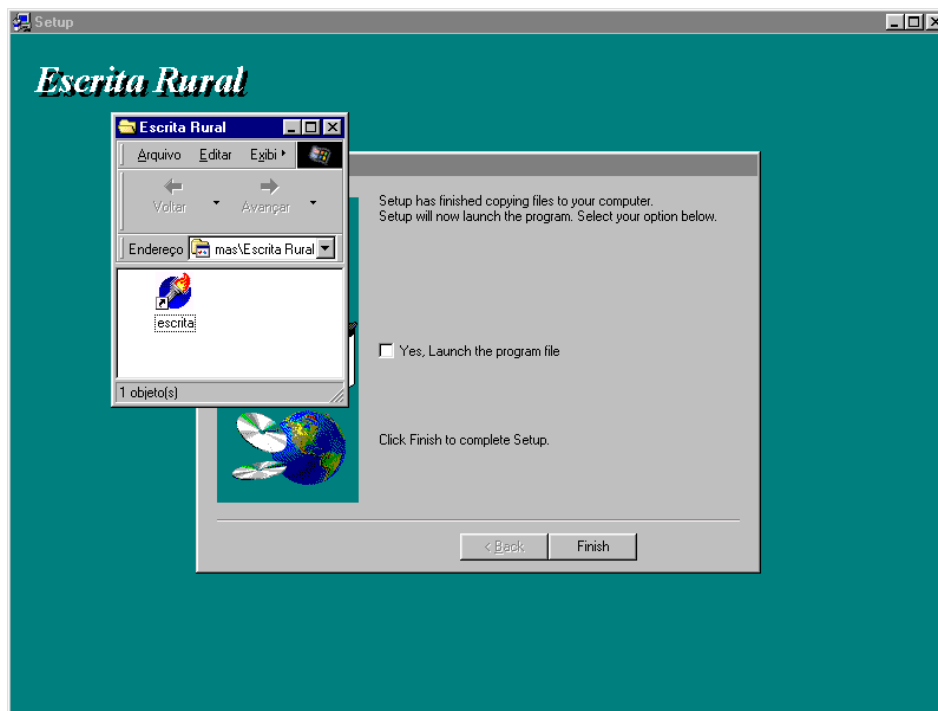 Setup
Escrita Rural
Escrita Rural
Arquivo Editar Exibi
Voltar Avançar
Endereço mas\Escrita Rural
escrita
1 objeto(s)
Setup has finished copying files to your computer.
Setup will now launch the program. Select your option below.
Yes, Launch the program file
Click Finish to complete Setup.
< Back Finish